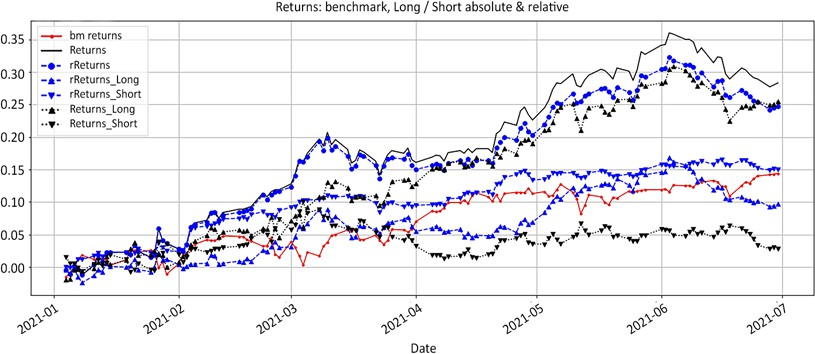 Returns: benchmark, Long / Short absolute & relative
0.35
0.30
0.25
0.20
0.15
0.10
0.05
0.00
bm returns
Returns
rReturns
rReturns_Long
rReturns_Short
Returns_Long
Returns_Short
2021-01
2021-02
2021-03
2021-04
2021-05
2021-06
2021-07
Date